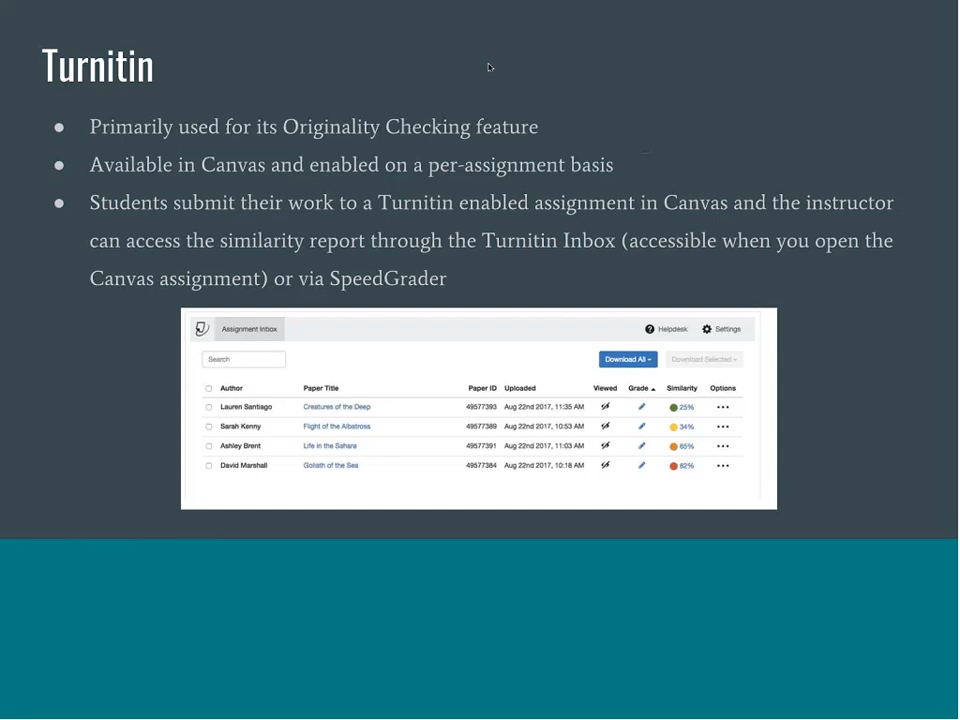 Turnitin
● Primarily used for its Originality Checking feature
● Available in Canvas and enabled on a per-assignment basis
● Students submit their work to a Turnitin enabled assignment in Canvas and the instructor
can access the similarity report through the Turnitin Inbox (accessible when you open the
Canvas assignment) or via SpeedGrader
Assignment Inbox Helpdesk Settings
Search Download All Download Selected
Author Paper Title Paper ID Uploaded Viewed Grade Similarity Options
Lauren Santiago Creatures of the Deep 49577393 Aug 22nd 2017, 11:35 AM 25%
Sarah Kenny Flight of the Albatross 49577389 Aug 22nd 2017, 10:53 AM 34%
Ashley Brent Life in the Sahara 49577391 Aug 22nd 2017, 11:03 AM 65%
David Marshall Goliath of the Sea 49577384 Aug 22nd 2017, 10:18 AM 82%